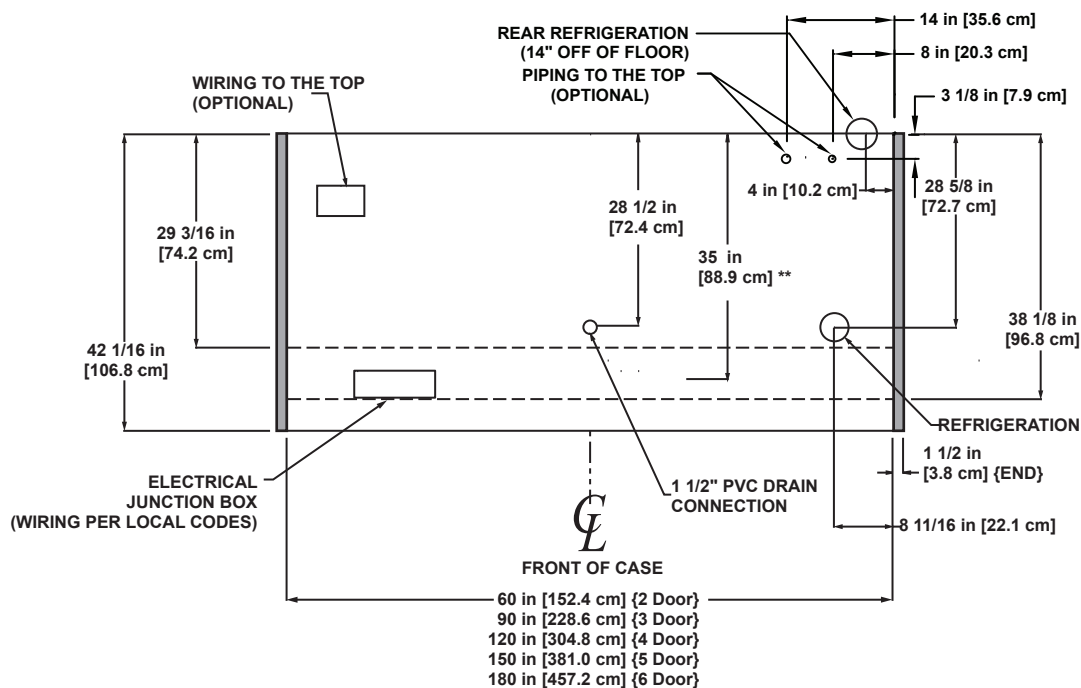 14 in [35.6 cm]
REAR REFRIGERATION
(14" OFF OF FLOOR)
8 in [20.3 cm]
PIPING TO THE TOP
(OPTIONAL)
WIRING TO THE TOP
(OPTIONAL)
3 1/8 in [7.9 cm]
4 in [10.2 cm]
28 5/8 in
[72.7 cm]
28 1/2 in
[72.4 cm]
29 3/16 in
[74.2 cm]
35 in
[88.9 cm] **
38 1/8 in
[96.8 cm]
42 1/16 in
[106.8 cm]
REFRIGERATION
1 1/2 in
[3.8 cm] {END}
ELECTRICAL
JUNCTION BOX
(WIRING PER LOCAL CODES)
1 1/2" PVC DRAIN
CONNECTION
8 11/16 in [22.1 cm]
CL
FRONT OF CASE
60 in [152.4 cm] {2 Door}
90 in [228.6 cm] {3 Door}
120 in [304.8 cm] {4 Door}
150 in [381.0 cm] {5 Door}
180 in [457.2 cm] {6 Door}